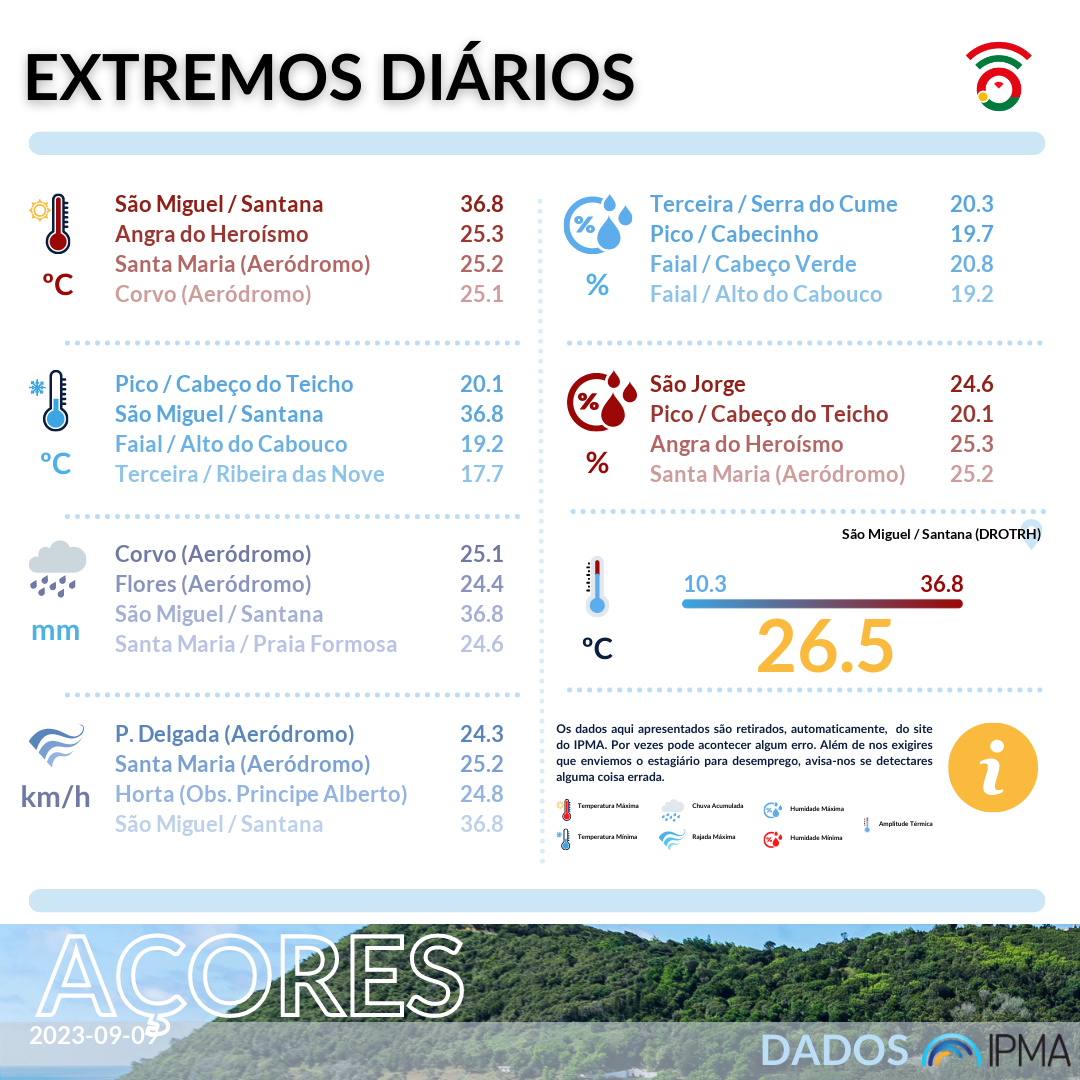 EXTREMOS DIÁRIOS
São Miguel / Santana 36.8
Angra do Heroísmo 25.3
Santa Maria (Aeródromo) 25.2
Corvo (Aeródromo) 25.1
ºC
Pico / Cabeço do Teicho 20.1
São Miguel / Santana 36.8
Faial / Alto do Cabouco 19.2
Terceira / Ribeira das Nove 17.7
ºC
Corvo (Aeródromo) 25.1
Flores (Aeródromo) 24.4
São Miguel / Santana 36.8
Santa Maria / Praia Formosa 24.6
mm
P. Delgada (Aeródromo) 24.3
Santa Maria (Aeródromo) 25.2
Horta (Obs. Principe Alberto) 24.8
São Miguel / Santana 36.8
km/h
%
Terceira / Serra do Cume 20.3
Pico / Cabecinho 19.7
Faial / Cabeço Verde 20.8
Faial / Alto do Cabouco 19.2
%
%
São Jorge 24.6
Pico / Cabeço do Teicho 20.1
Angra do Heroísmo 25.3
Santa Maria (Aeródromo) 25.2
%
São Miguel / Santana (DROTRH)
10.3 36.8
26.5
ºC
Os dados aqui apresentados são retirados, automaticamente, do site
do IPMA. Por vezes pode acontecer algum erro. Além de nos exigires
que enviemos o estagiário para desemprego, avisa-nos se detectares
alguma coisa errada.
i
Temperatura Máxima Chuva Acumulada % Humidade Máxima
Amplitude Térmica
Temperatura Mínima Rajada Máxima % Humidade Mínima
AÇORES
2023-09-09
DADOS IPMA